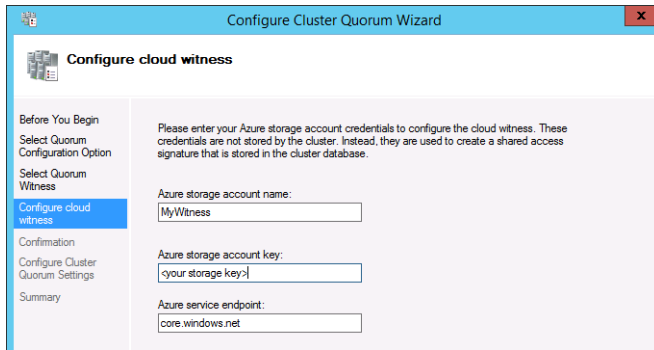 Configure Cluster Quorum Wizard
x
Configure cloud witness
Before You Begin
Select Quorum
Configuration Option
Select Quorum
Witness
Configure cloud
witness
Confirmation
Configure Cluster
Quorum Settings
Summary
Please enter your Azure storage account credentials to configure the cloud witness. These
credentials are not stored by the cluster. Instead, they are used to create a shared access
signature that is stored in the cluster database.
Azure storage account name:
MyWitness
Azure storage account key:
<your storage key>
Azure service endpoint:
core.windows.net